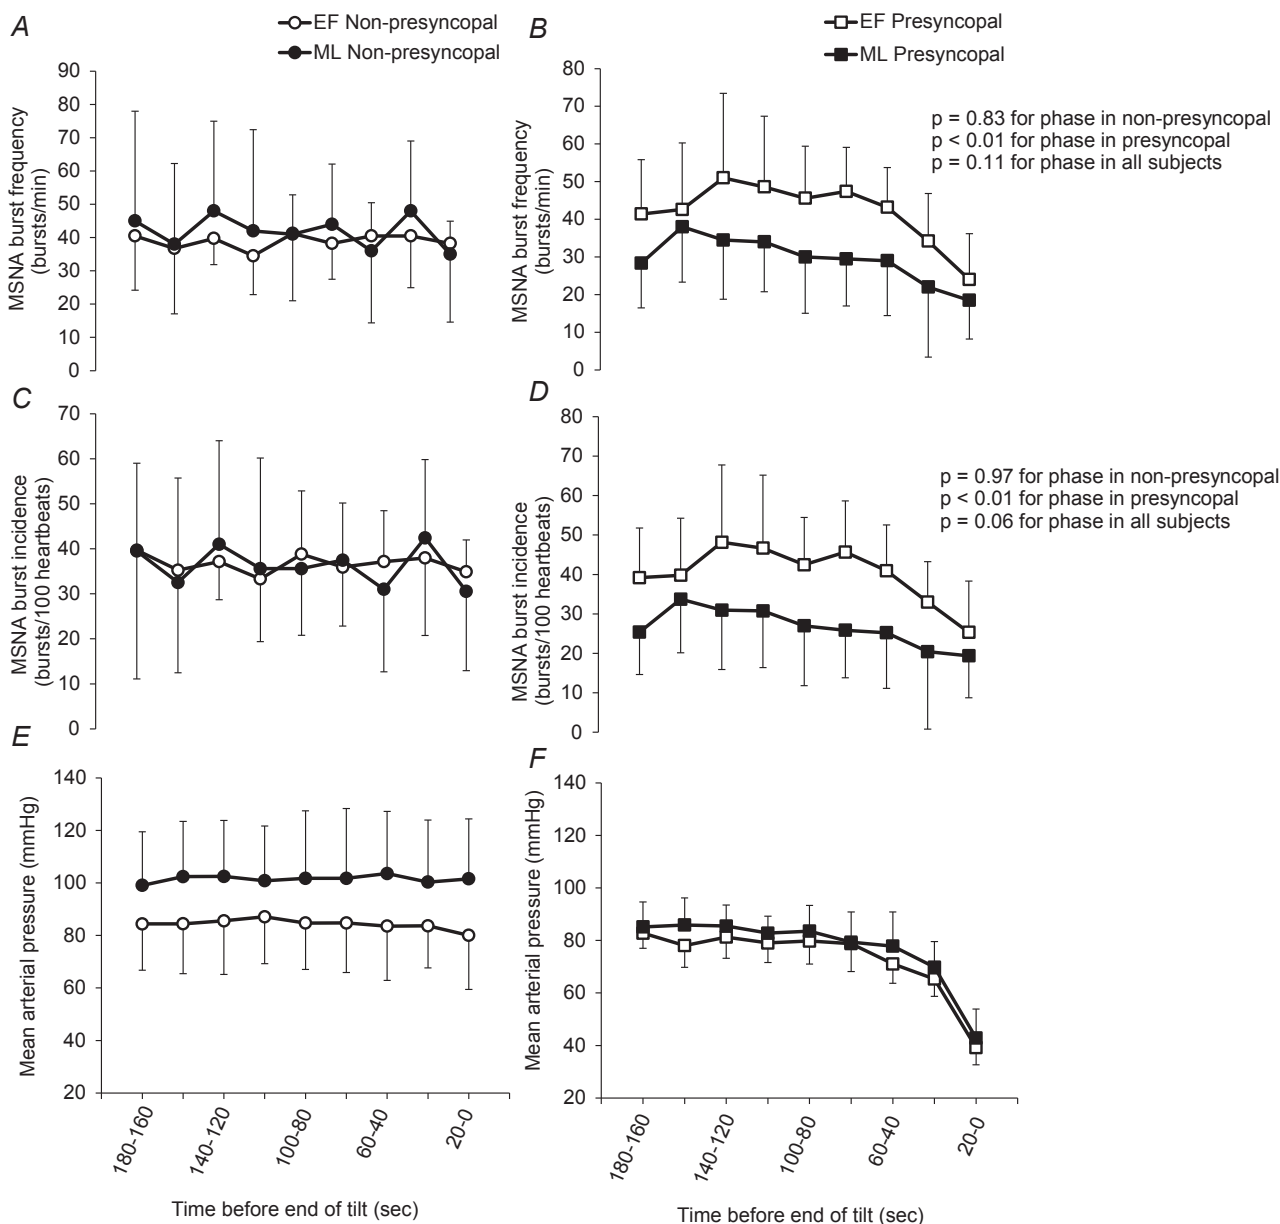 A
EF Non-presyncopal
ML Non-presyncopal
MSNA burst frequency
(bursts/min)
90
80
70
60
50
40
30
20
10
0
B
EF Presyncopal
ML Presyncopal
MSNA burst frequency
(bursts/min)
80
70
60
50
40
30
20
10
0
p = 0.83 for phase in non-presyncopal
p < 0.01 for phase in presyncopal
p = 0.11 for phase in all subjects
C
MSNA burst incidence
(bursts/100 heartbeats)
70
60
50
40
30
20
10
0
D
MSNA burst incidence
(bursts/100 heartbeats)
80
70
60
50
40
30
20
10
0
p = 0.97 for phase in non-presyncopal
p < 0.01 for phase in presyncopal
p = 0.06 for phase in all subjects
E
Mean arterial pressure (mmHg)
140
120
100
80
60
40
20
180-160
140-120
100-80
60-40
20-0
Time before end of tilt (sec)
F
Mean arterial pressure (mmHg)
140
120
100
80
60
40
20
180-160
140-120
100-80
60-40
20-0
Time before end of tilt (sec)